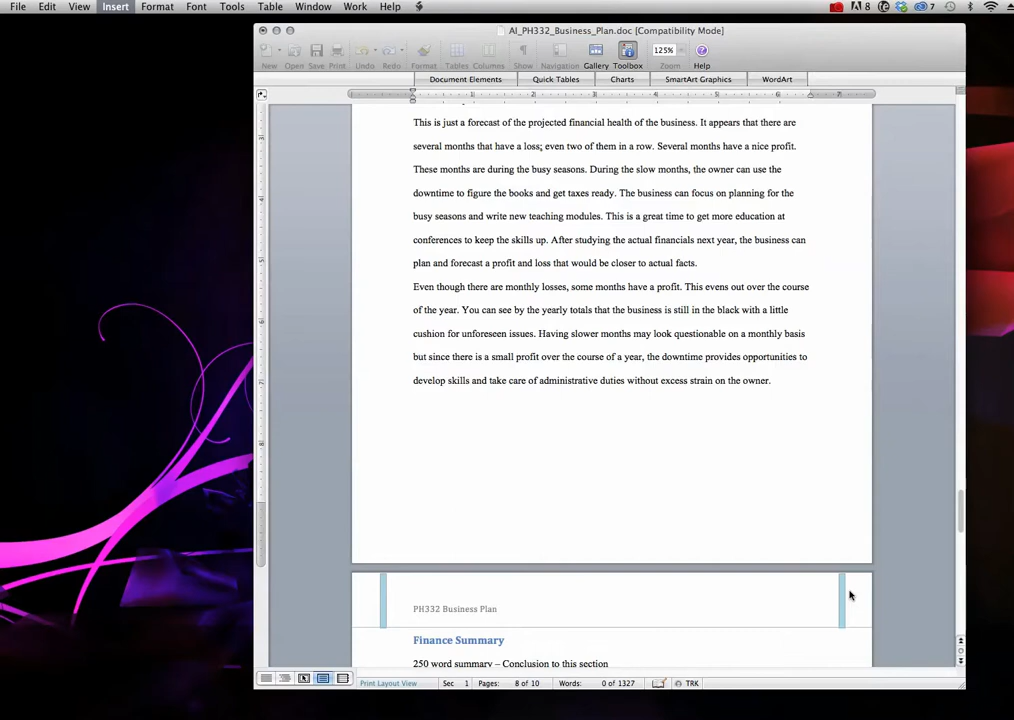 File Edit View Insert Format Font Tools Table Window Work Help 8 7
AI_PH332_Business_Plan.doc [Compatibility Mode]
125%
New Open Save Print Undo Redo Format Tables Columns Show Navigation Gallery Toolbox Zoom Help
Document Elements Quick Tables Charts SmartArt Graphics WordArt
1 2 3 4 5 6 7
This is just a forecast of the projected financial health of the business. It appears that there are
several months that have a loss; even two of them in a row. Several months have a nice profit.
These months are during the busy seasons. During the slow months, the owner can use the
downtime to figure the books and get taxes ready. The business can focus on planning for the
busy seasons and write new teaching modules. This is a great time to get more education at
conferences to keep the skills up. After studying the actual financials next year, the business can
plan and forecast a profit and loss that would be closer to actual facts.
Even though there are monthly losses, some months have a profit. This evens out over the course
of the year. You can see by the yearly totals that the business is still in the black with a little
cushion for unforeseen issues. Having slower months may look questionable on a monthly basis
but since there is a small profit over the course of a year, the downtime provides opportunities to
develop skills and take care of administrative duties without excess strain on the owner.
PH332 Business Plan
Finance Summary
250 word summary – Conclusion to this section
Print Layout View Sec 1 Pages: 8 of 10 Words: 0 of 1327 TRK